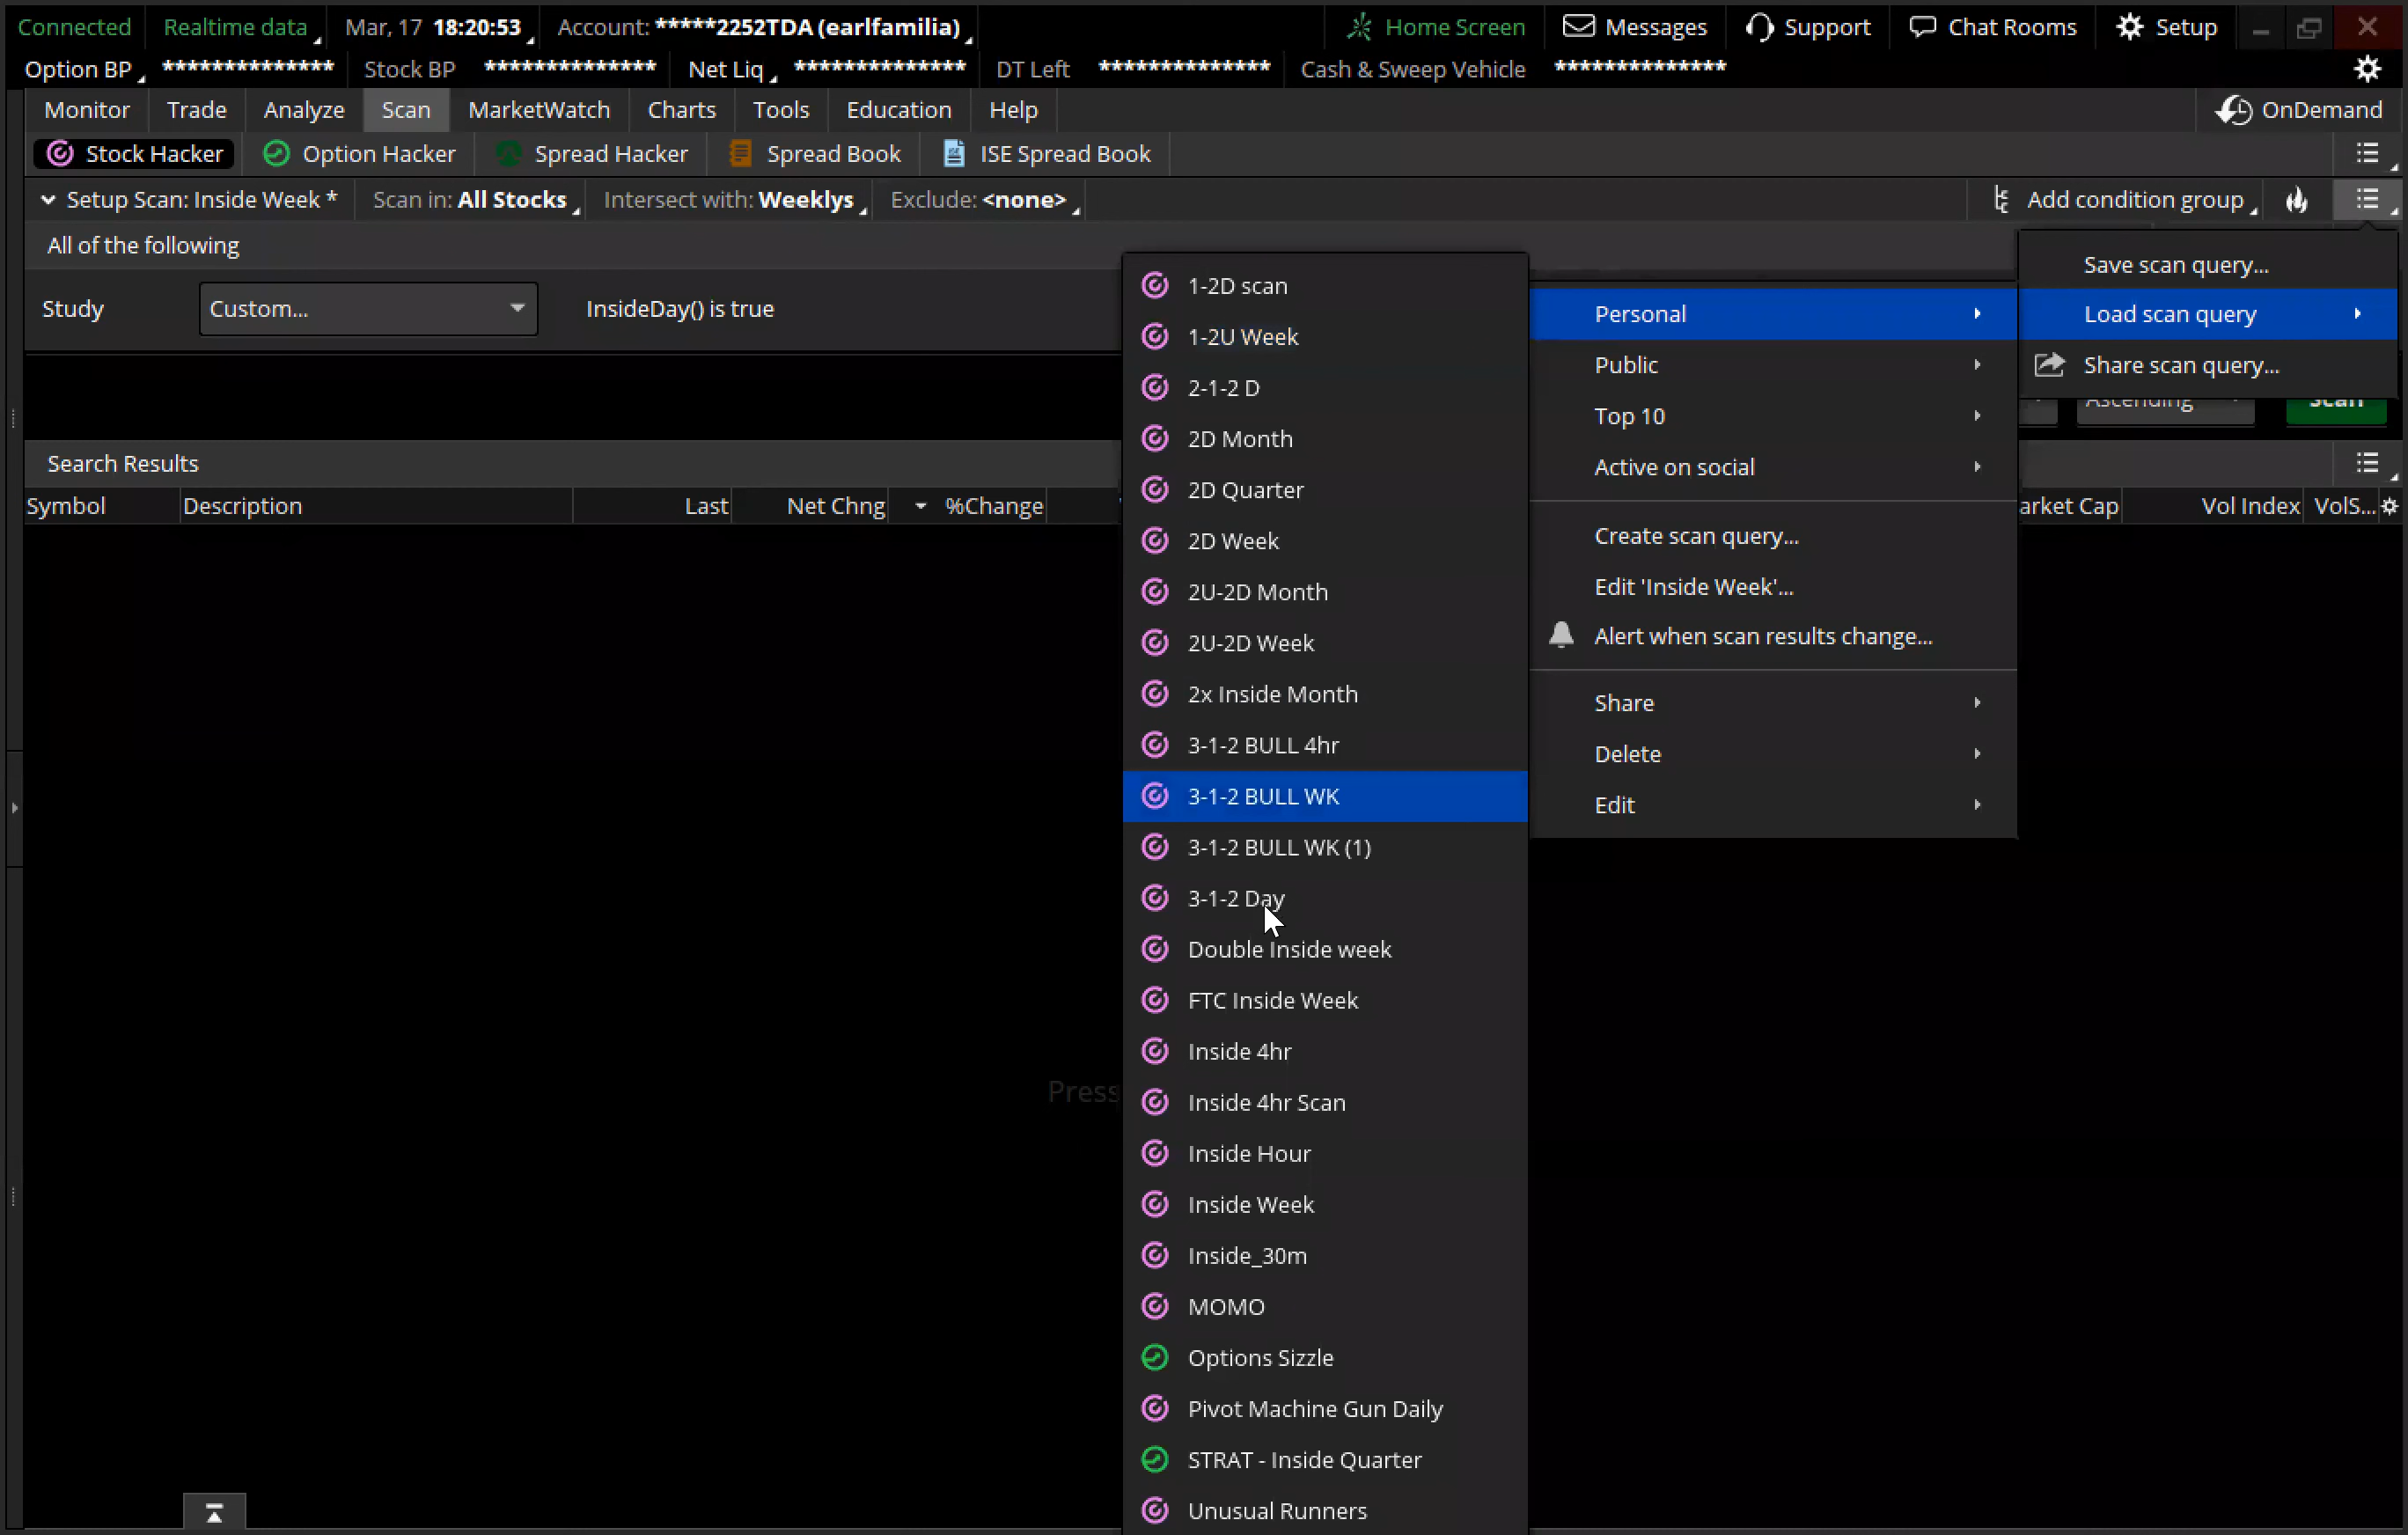 Connected Realtime data Mar, 17 18:20:53 Account: *****2252TDA (earlfamilia) Home Screen Messages Support Chat Rooms Setup
Option BP ************** Stock BP ************** Net Liq ************** DT Left ************** Cash & Sweep Vehicle **************
Monitor Trade Analyze Scan MarketWatch Charts Tools Education Help OnDemand
Stock Hacker Option Hacker Spread Hacker Spread Book ISE Spread Book
Setup Scan: Inside Week * Scan in: All Stocks Intersect with: Weeklys Exclude: <none> Add condition group
All of the following
Study Custom... InsideDay() is true
Save scan query...
Load scan query
Share scan query...
Ascending Scan
Personal
Public
Top 10
Active on social
Create scan query...
Edit 'Inside Week'...
Alert when scan results change...
Share
Delete
Edit
1-2D scan
1-2U Week
2-1-2 D
2D Month
2D Quarter
2D Week
2U-2D Month
2U-2D Week
2x Inside Month
3-1-2 BULL 4hr
3-1-2 BULL WK
3-1-2 BULL WK (1)
3-1-2 Day
Double Inside week
FTC Inside Week
Inside 4hr
Inside 4hr Scan
Inside Hour
Inside Week
Inside_30m
MOMO
Options Sizzle
Pivot Machine Gun Daily
STRAT - Inside Quarter
Unusual Runners
Search Results
Symbol Description Last Net Chng %Change arket Cap Vol Index VolS...
Press